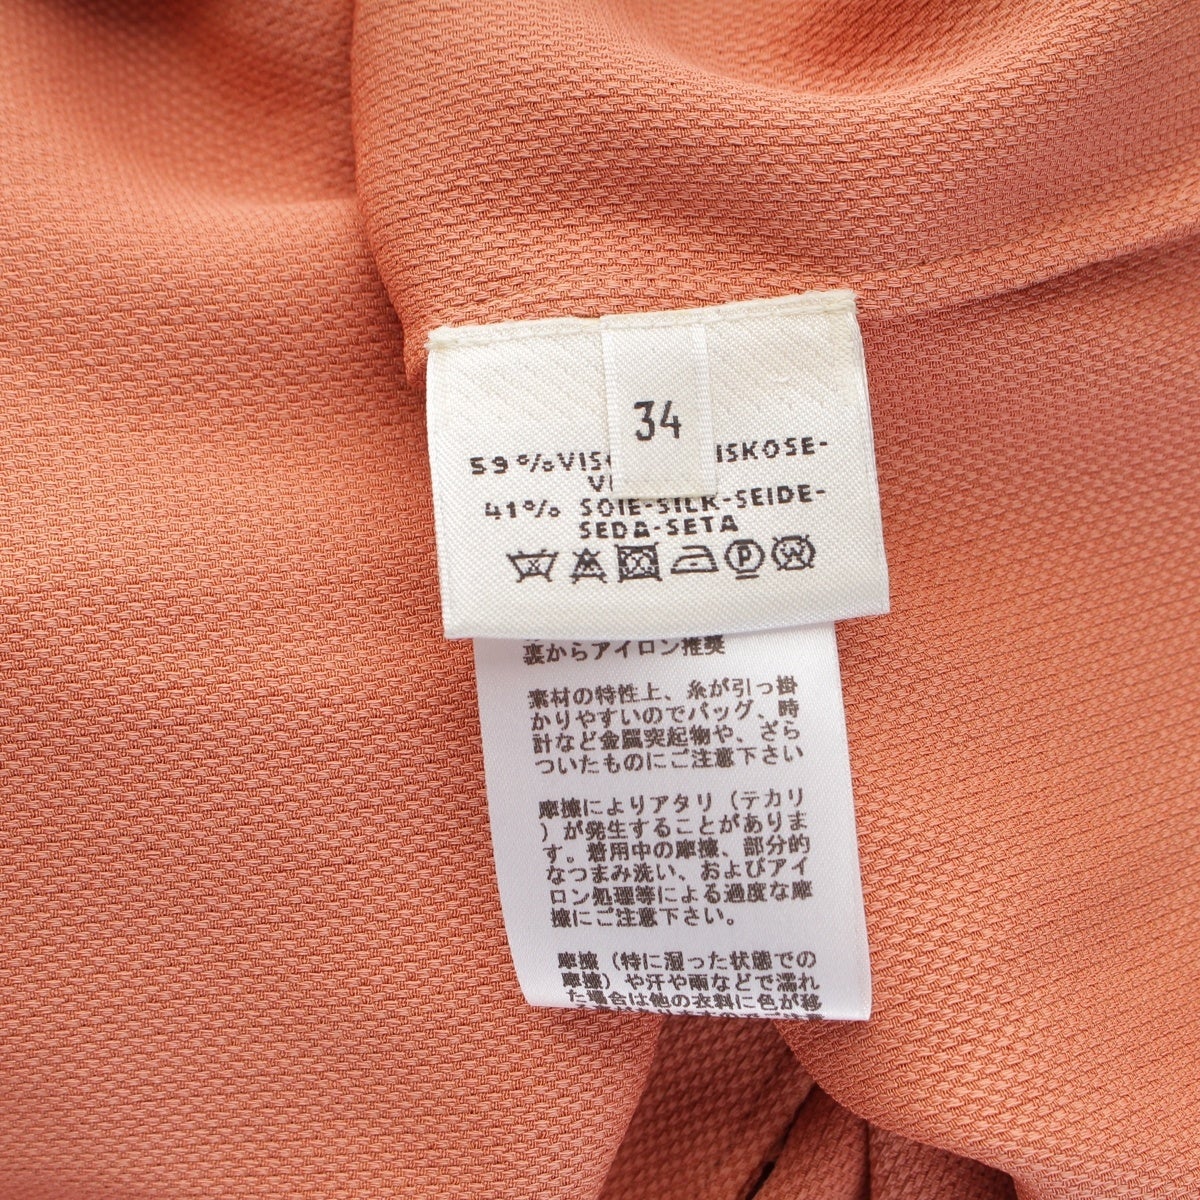 34
59%VISC ISKOSE-
41% SOIE-SILK-SEIDE-
SEDA-SETA
P
W
裏からアイロン推奨
素材の特性上、糸が引っ掛
かりやすいのでバッグ、時
計など金属突起物や、ざら
ついたものにご注意下さい
摩擦によりアタリ（テカリ
）が発生することがありま
す。着用中の摩擦、部分的
なつまみ洗い、およびアイ
ロン処理等による過度な摩
擦にご注意下さい。
摩擦（特に湿った状態での
摩擦）や汗や雨などで濡れ
た場合は他の衣料に色が移